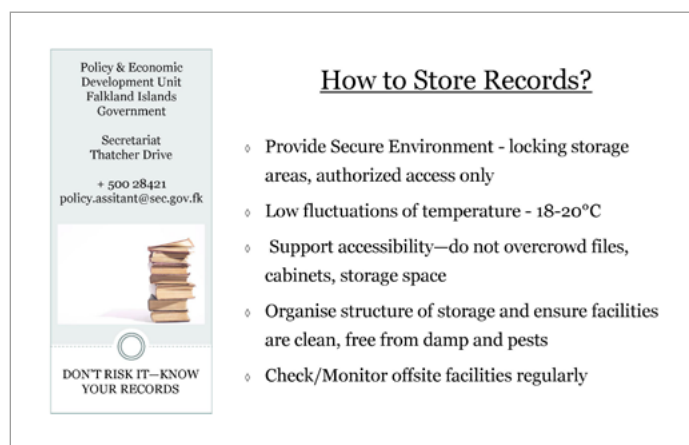 Policy & Economic
Development Unit
Falkland Islands
Government
Secretariat
Thatcher Drive
+ 500 28421
policy.assitant@sec.gov.fk
DON'T RISK IT—KNOW
YOUR RECORDS
How to Store Records?
◊ Provide Secure Environment - locking storage
areas, authorized access only
◊ Low fluctuations of temperature - 18-20°C
◊ Support accessibility—do not overcrowd files,
cabinets, storage space
◊ Organise structure of storage and ensure facilities
are clean, free from damp and pests
◊ Check/Monitor offsite facilities regularly